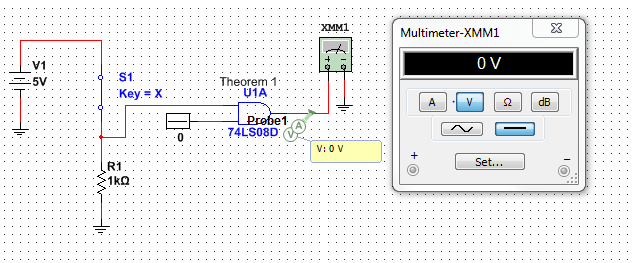 XMM1
V1
5V
S1
Key = X
Theorem 1
U1A
Probe1
74LS08D
0
A
V
V: 0 V
R1
1kΩ
Multimeter-XMM1
0 V
A
V
Ω
dB
+
Set...
−